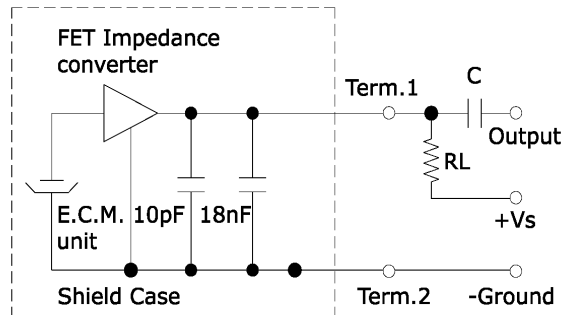 FET Impedance
converter
Term.1
C
Output
RL
+Vs
E.C.M. 10pF 18nF
unit
Shield Case
Term.2
-Ground